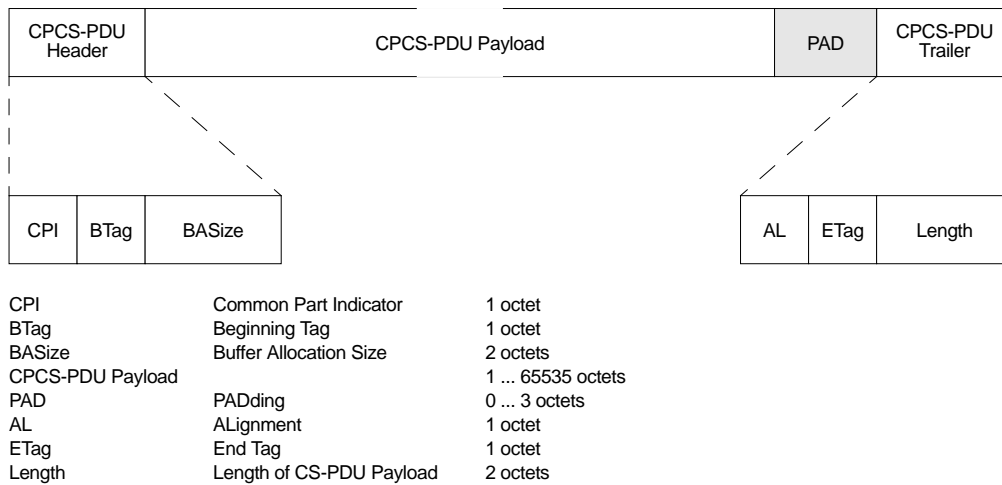 CPCS-PDU Header
CPCS-PDU Payload
PAD
CPCS-PDU Trailer
CPI
BTag
BASize
AL
ETag
Length
CPI Common Part Indicator 1 octet
BTag Beginning Tag 1 octet
BASize Buffer Allocation Size 2 octets
CPCS-PDU Payload 1 ... 65535 octets
PAD PADding 0 ... 3 octets
AL ALignment 1 octet
ETag End Tag 1 octet
Length Length of CS-PDU Payload 2 octets